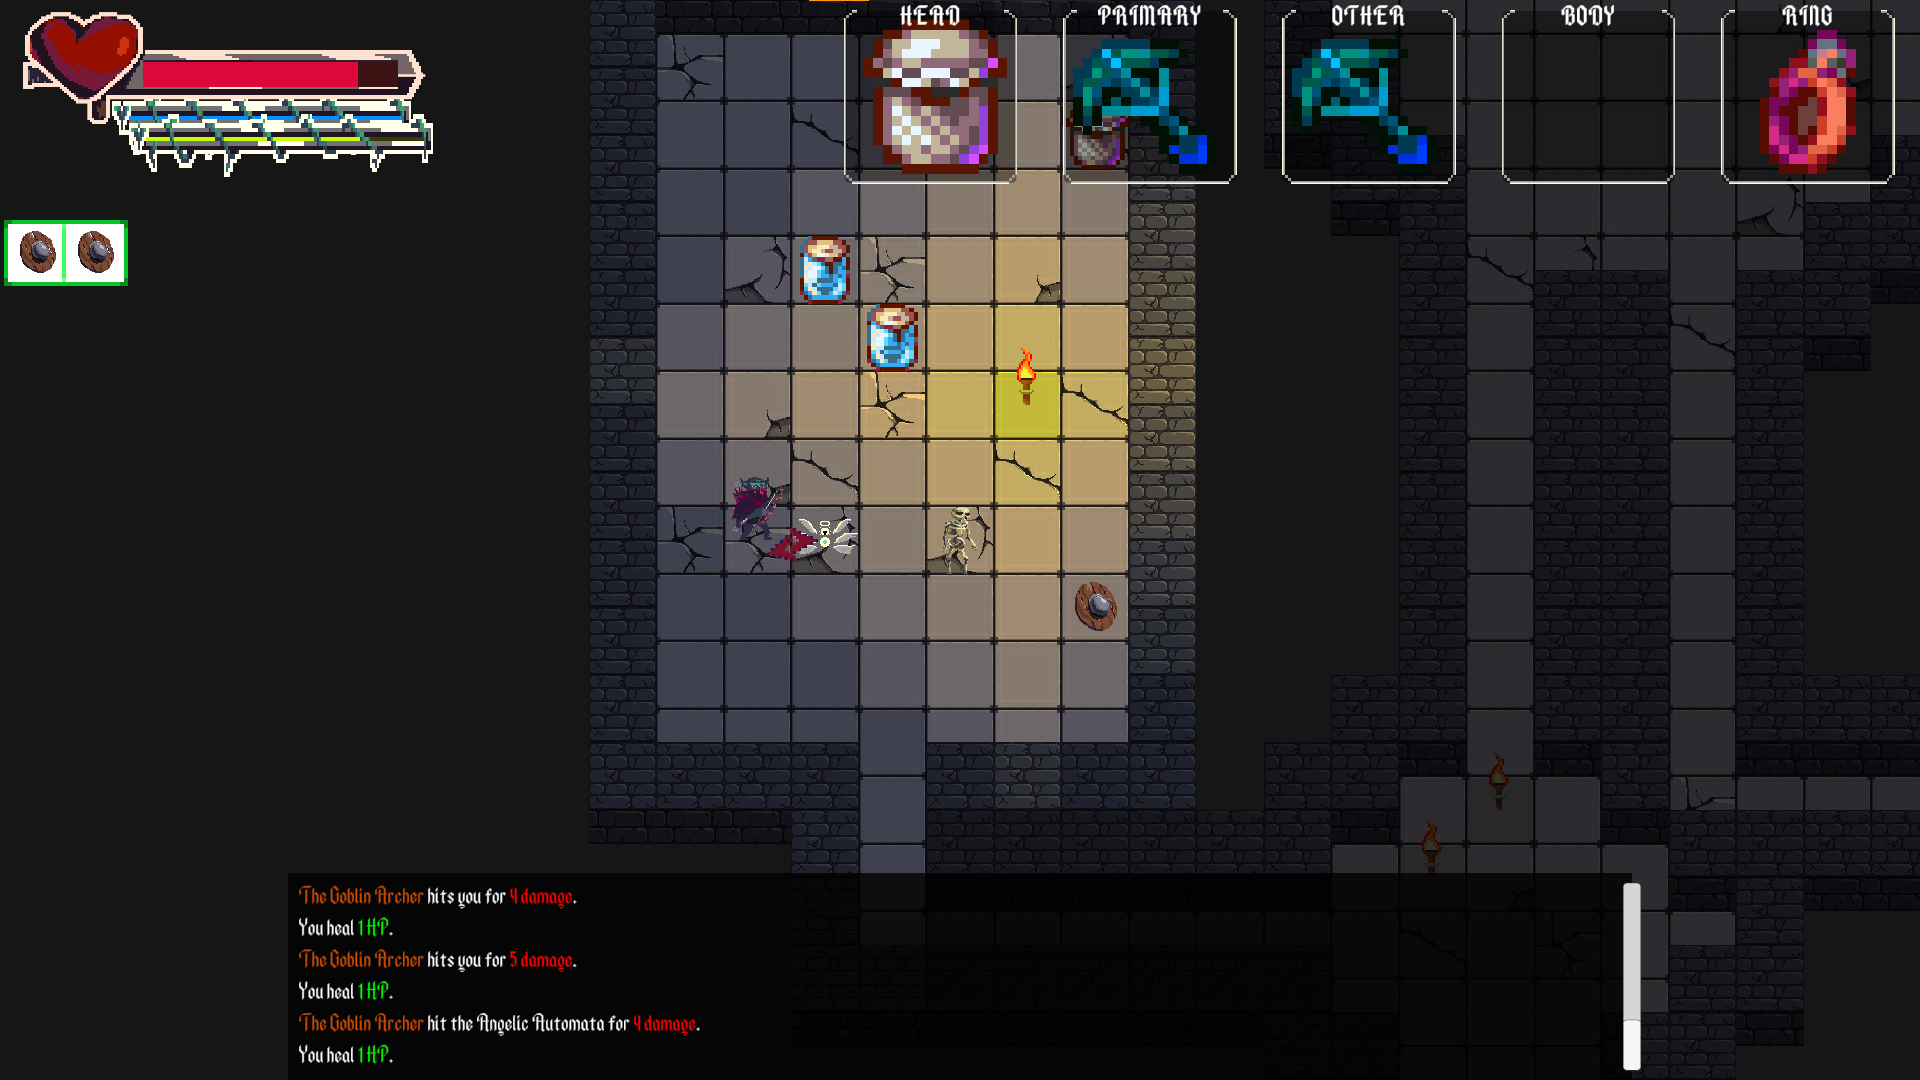 HEAD PRIMARY OTHER BODY RING
The Goblin Archer hits you for 4 damage.
You heal 1 HP.
The Goblin Archer hits you for 5 damage.
You heal 1 HP.
The Goblin Archer hit the Angelic Automata for 4 damage.
You heal 1 HP.